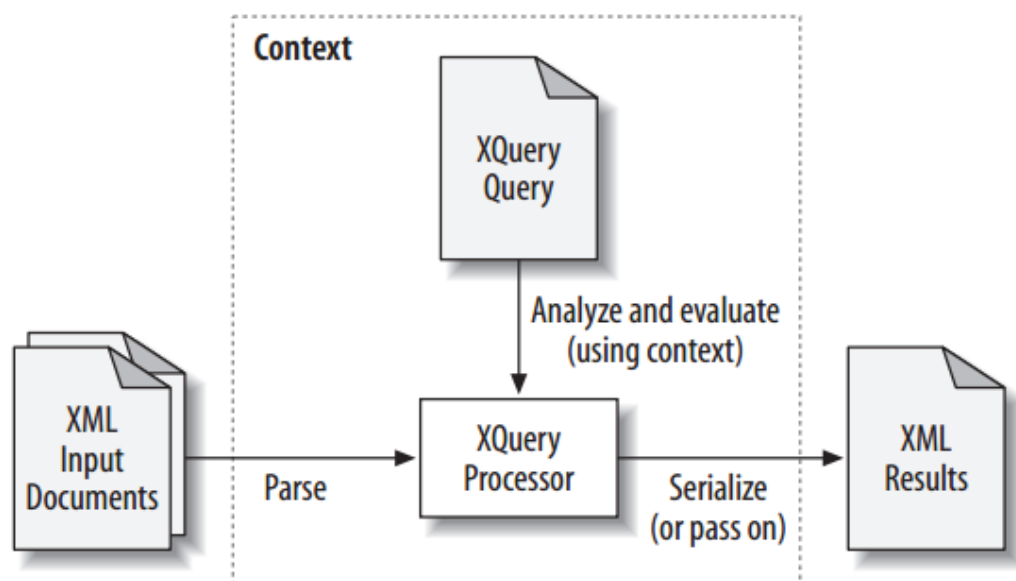 Context
XQuery
Query
Analyze and evaluate
(using context)
XML
Input
Documents
Parse
XQuery
Processor
Serialize
(or pass on)
XML
Results